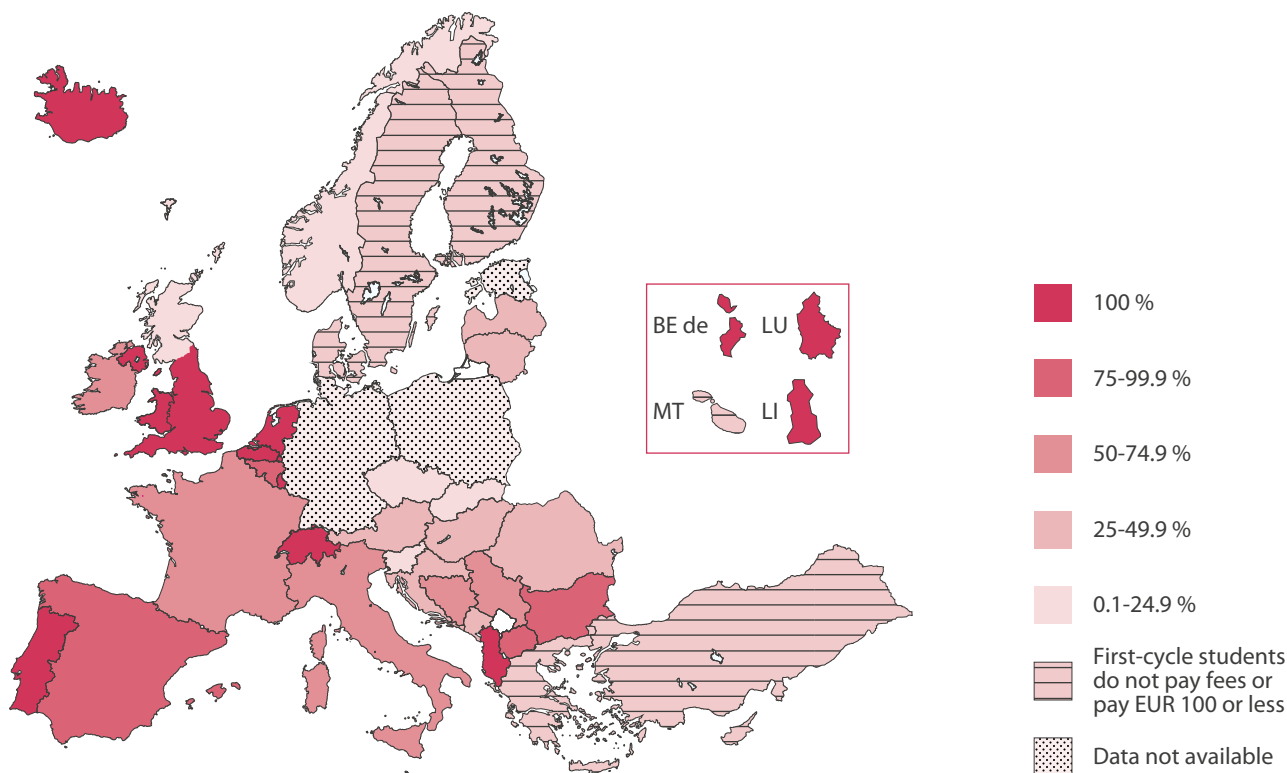 BE de
LU
MT
LI
100 %
75-99.9 %
50-74.9 %
25-49.9 %
0.1-24.9 %
First-cycle students
do not pay fees or
pay EUR 100 or less
Data not available